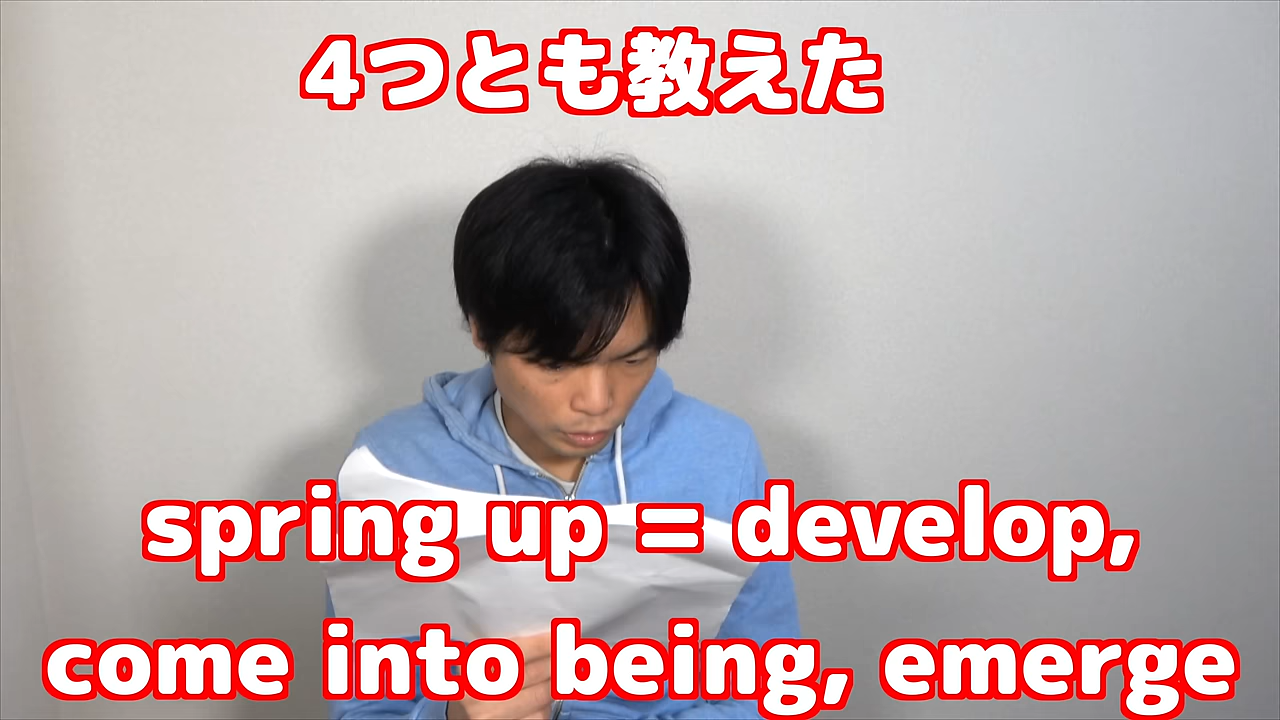 4つとも教えた
spring up = develop,
come into being, emerge